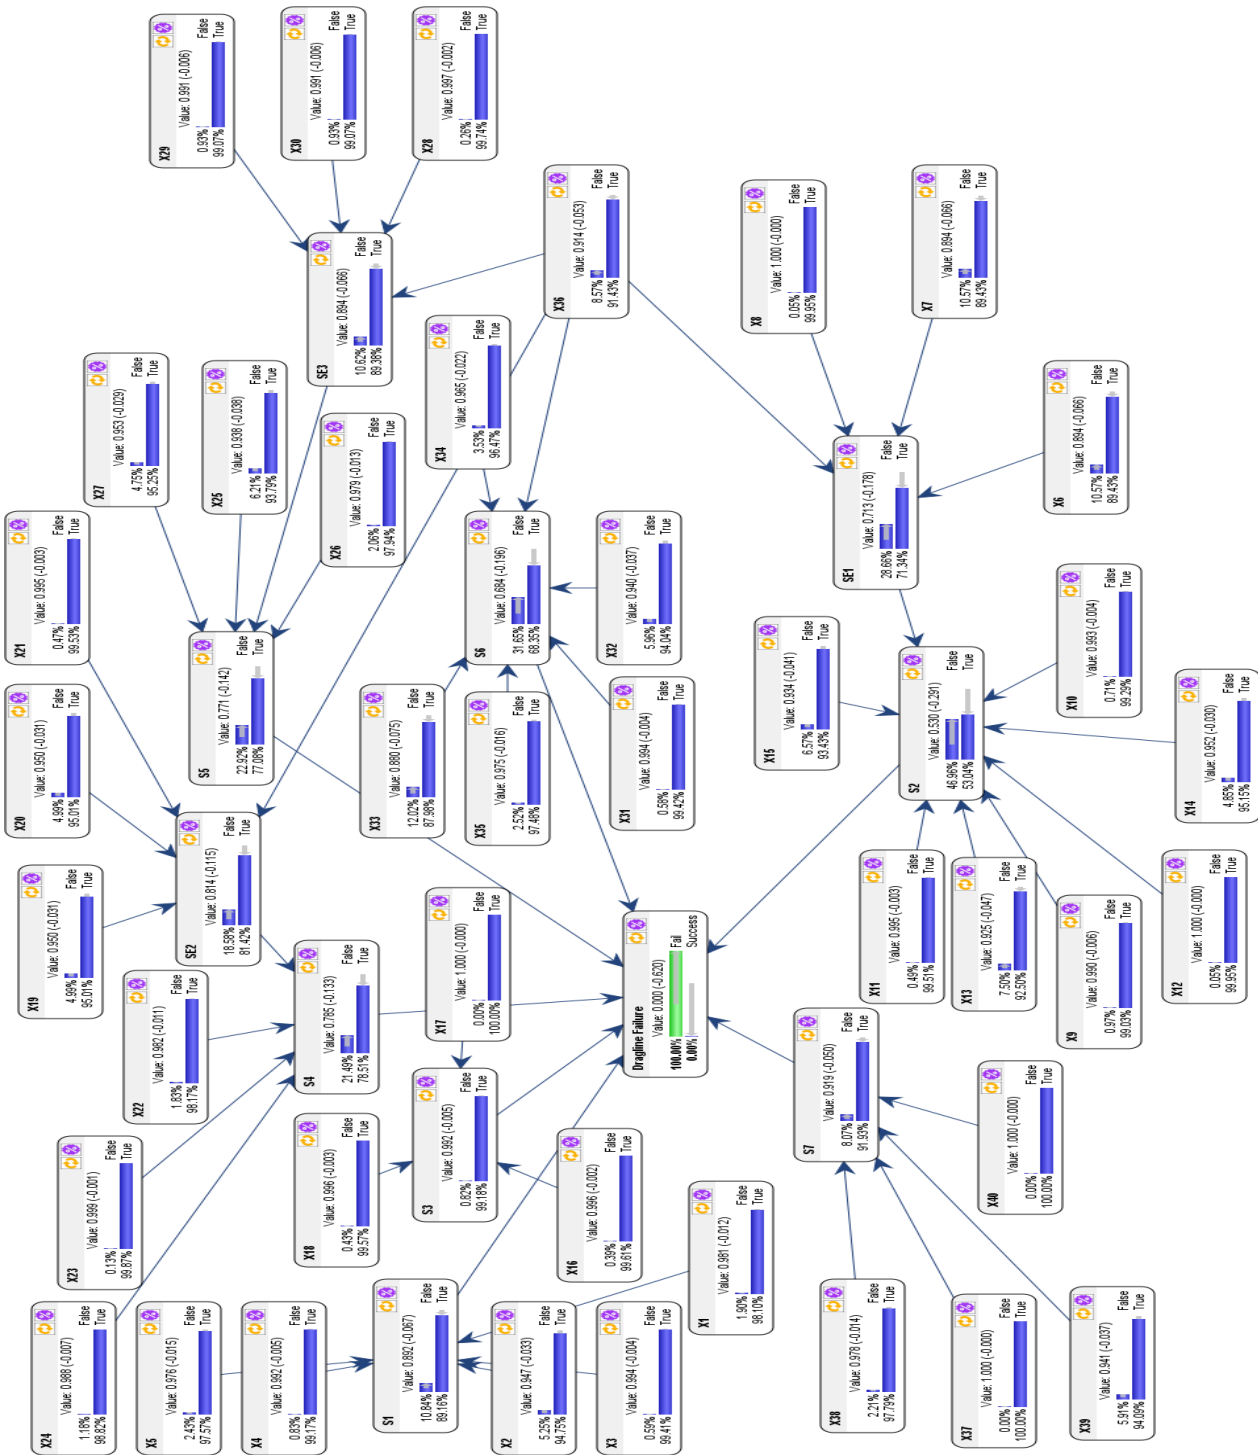 X29
Value: 0.991 (-0.006)
0.93% False
99.07% True
X30
Value: 0.991 (-0.006)
0.93% False
99.07% True
X28
Value: 0.997 (-0.002)
0.26% False
99.74% True
X27
Value: 0.953 (-0.029)
4.75% False
95.25% True
X25
Value: 0.938 (-0.038)
6.21% False
93.79% True
SE3
Value: 0.894 (-0.066)
10.62% False
89.38% True
X36
Value: 0.914 (-0.053)
8.57% False
91.43% True
X8
Value: 1.000 (-0.000)
0.05% False
99.95% True
X7
Value: 0.894 (-0.066)
10.57% False
89.43% True
X26
Value: 0.979 (-0.013)
2.06% False
97.94% True
X34
Value: 0.965 (-0.022)
3.53% False
96.47% True
SE1
Value: 0.713 (-0.178)
28.66% False
71.34% True
X6
Value: 0.894 (-0.066)
10.57% False
89.43% True
X21
Value: 0.995 (-0.003)
0.47% False
99.53% True
X20
Value: 0.950 (-0.031)
4.99% False
95.01% True
S5
Value: 0.771 (-0.142)
22.92% False
77.08% True
S6
Value: 0.684 (-0.196)
31.65% False
68.35% True
X32
Value: 0.940 (-0.037)
5.96% False
94.04% True
X33
Value: 0.880 (-0.075)
12.02% False
87.98% True
X35
Value: 0.975 (-0.016)
2.52% False
97.48% True
X31
Value: 0.994 (-0.004)
0.58% False
99.42% True
X15
Value: 0.934 (-0.041)
6.57% False
93.43% True
S2
Value: 0.530 (-0.291)
46.96% False
53.04% True
X10
Value: 0.993 (-0.004)
0.71% False
99.29% True
X14
Value: 0.952 (-0.030)
4.85% False
95.15% True
X19
Value: 0.950 (-0.031)
4.99% False
95.01% True
SE2
Value: 0.814 (-0.115)
18.58% False
81.42% True
X22
Value: 0.982 (-0.011)
1.83% False
98.17% True
S4
Value: 0.785 (-0.133)
21.49% False
78.51% True
X17
Value: 1.000 (-0.000)
0.00% False
100.00% True
Dragline Failure
Value: 0.000 (-0.620)
100.00% Fail
0.00% Success
X11
Value: 0.995 (-0.003)
0.49% False
99.51% True
X13
Value: 0.925 (-0.047)
7.50% False
92.50% True
X9
Value: 0.990 (-0.006)
0.97% False
99.03% True
X12
Value: 1.000 (-0.000)
0.05% False
99.95% True
X23
Value: 0.999 (-0.001)
0.13% False
99.87% True
X18
Value: 0.996 (-0.003)
0.43% False
99.57% True
S3
Value: 0.992 (-0.005)
0.82% False
99.18% True
X16
Value: 0.996 (-0.002)
0.39% False
99.61% True
S7
Value: 0.919 (-0.050)
8.07% False
91.93% True
X40
Value: 1.000 (-0.000)
0.00% False
100.00% True
X24
Value: 0.988 (-0.007)
1.18% False
98.82% True
X5
Value: 0.976 (-0.015)
2.43% False
97.57% True
X4
Value: 0.992 (-0.005)
0.83% False
99.17% True
S1
Value: 0.892 (-0.067)
10.84% False
89.16% True
X2
Value: 0.947 (-0.033)
5.25% False
94.75% True
X3
Value: 0.994 (-0.004)
0.59% False
99.41% True
X1
Value: 0.981 (-0.012)
1.90% False
98.10% True
X38
Value: 0.978 (-0.014)
2.21% False
97.79% True
X37
Value: 1.000 (-0.000)
0.00% False
100.00% True
X39
Value: 0.941 (-0.037)
5.91% False
94.09% True